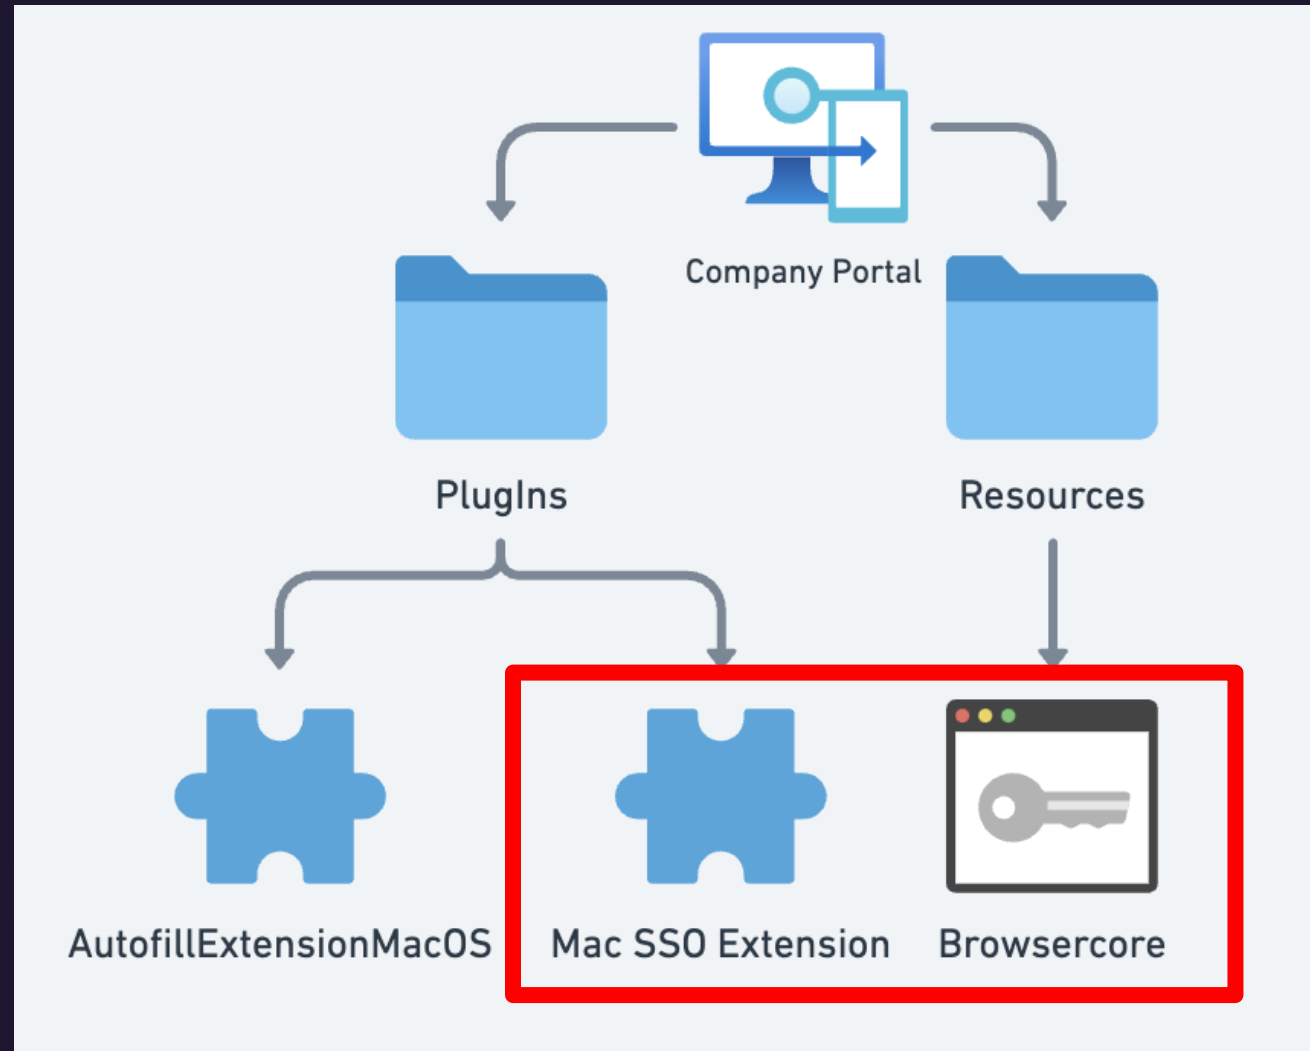 Company Portal
PlugIns
Resources
AutofillExtensionMacOS
Mac SSO Extension
Browsercore